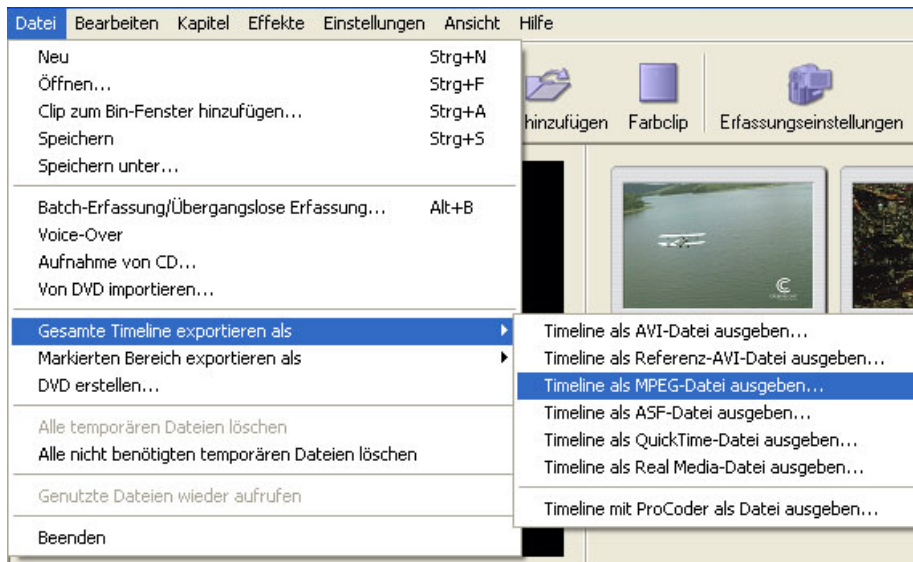 Datei Bearbeiten Kapitel Effekte Einstellungen Ansicht Hilfe
Neu Strg+N
Öffnen... Strg+F
Clip zum Bin-Fenster hinzufügen... Strg+A
Speichern Strg+S
Speichern unter...
Batch-Erfassung/Übergangslose Erfassung... Alt+B
Voice-Over
Aufnahme von CD...
Von DVD importieren...
Gesamte Timeline exportieren als
Markierten Bereich exportieren als
DVD erstellen...
Alle temporären Dateien löschen
Alle nicht benötigten temporären Dateien löschen
Genutzte Dateien wieder aufrufen
Beenden
hinzufügen Farbclip Erfassungseinstellungen
Timeline als AVI-Datei ausgeben...
Timeline als Referenz-AVI-Datei ausgeben...
Timeline als MPEG-Datei ausgeben...
Timeline als ASF-Datei ausgeben...
Timeline als QuickTime-Datei ausgeben...
Timeline als Real Media-Datei ausgeben...
Timeline mit ProCoder als Datei ausgeben...